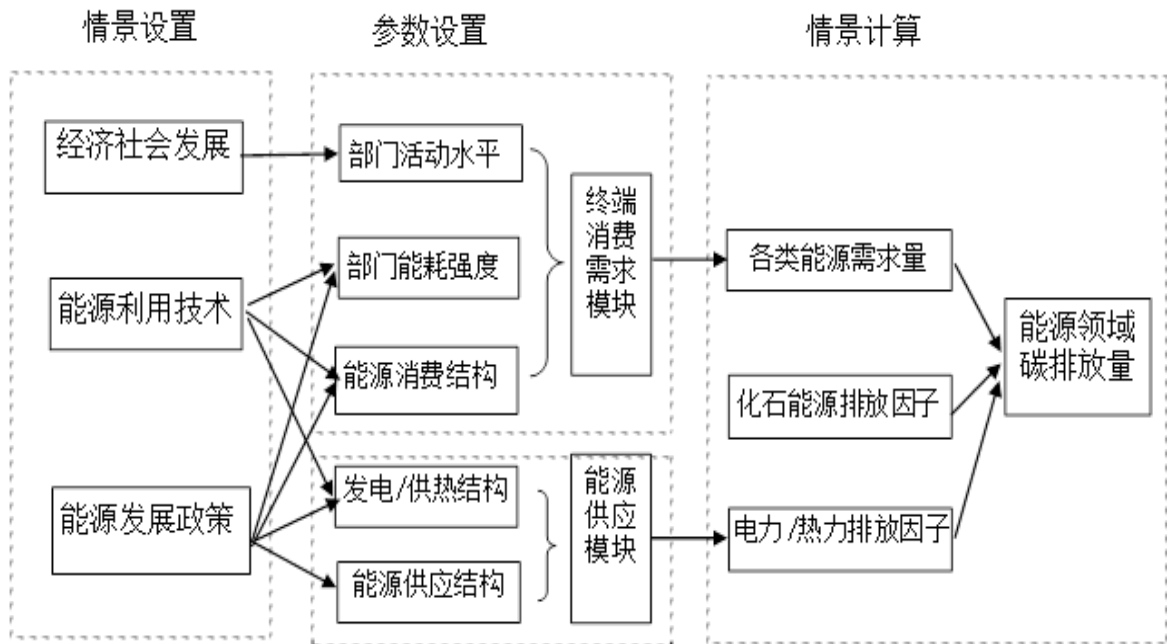 情景设置
参数设置
情景计算
经济社会发展
能源利用技术
能源发展政策
部门活动水平
部门能耗强度
能源消费结构
发电/供热结构
能源供应结构
终端
消费
需求
模块
能源
供应
模块
各类能源需求量
化石能源排放因子
电力/热力排放因子
能源领域
碳排放量